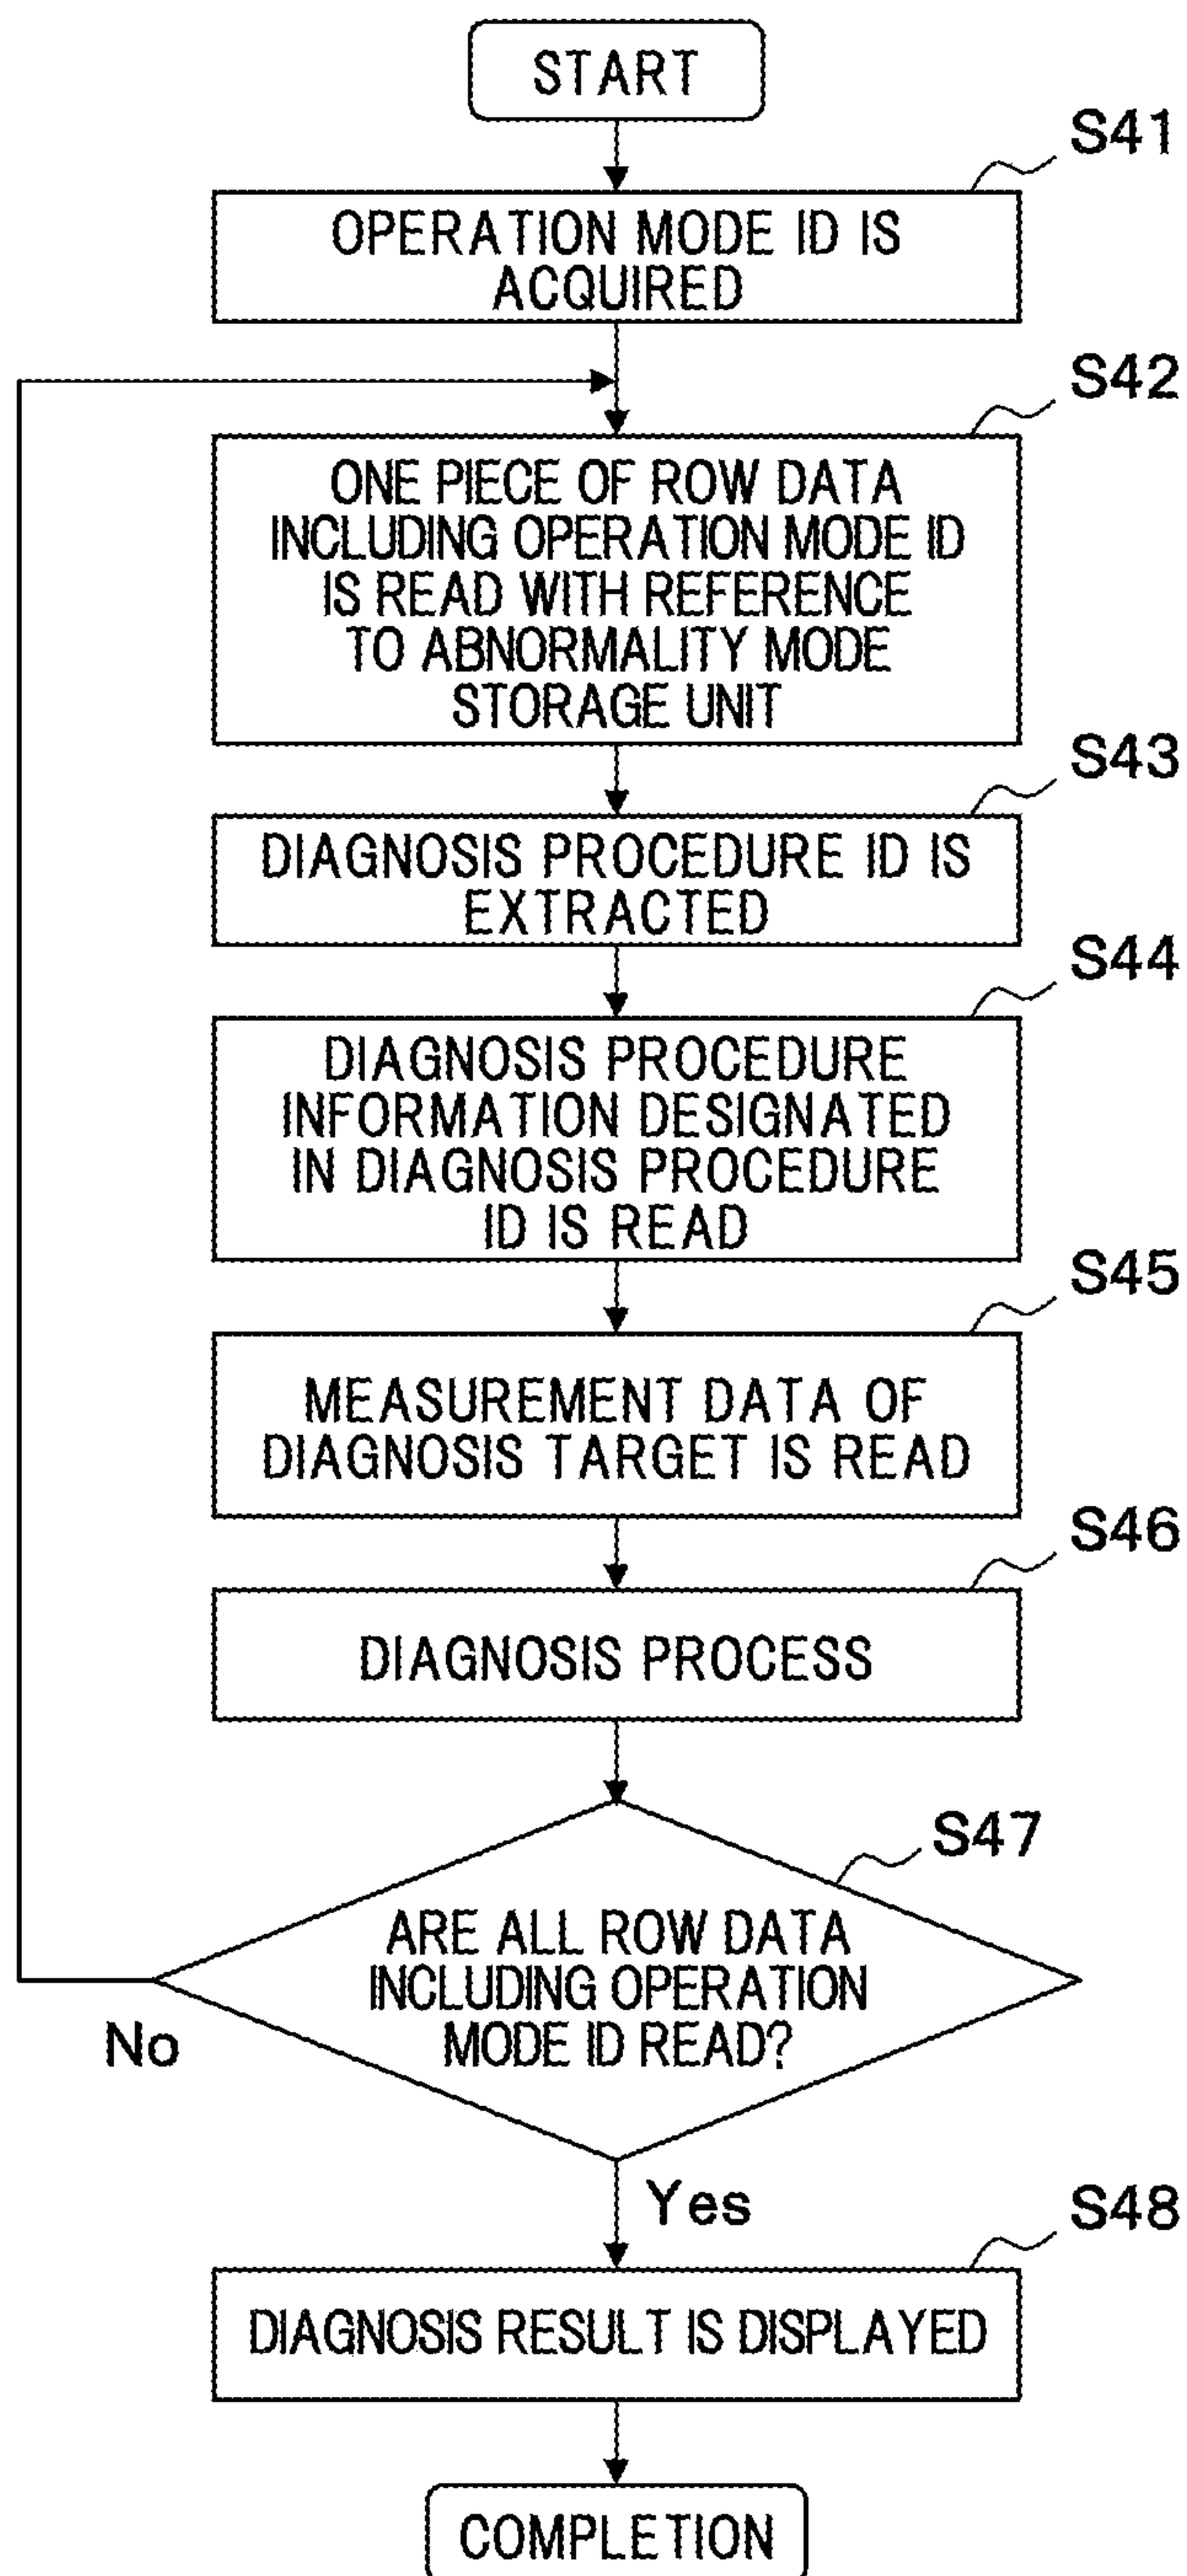 START
S41
OPERATION MODE ID IS
ACQUIRED
S42
ONE PIECE OF ROW DATA
INCLUDING OPERATION MODE ID
IS READ WITH REFERENCE
TO ABNORMALITY MODE
STORAGE UNIT
S43
DIAGNOSIS PROCEDURE ID IS
EXTRACTED
S44
DIAGNOSIS PROCEDURE
INFORMATION DESIGNATED
IN DIAGNOSIS PROCEDURE
ID IS READ
S45
MEASUREMENT DATA OF
DIAGNOSIS TARGET IS READ
S46
DIAGNOSIS PROCESS
S47
ARE ALL ROW DATA
INCLUDING OPERATION
MODE ID READ?
No
Yes
S48
DIAGNOSIS RESULT IS DISPLAYED
COMPLETION